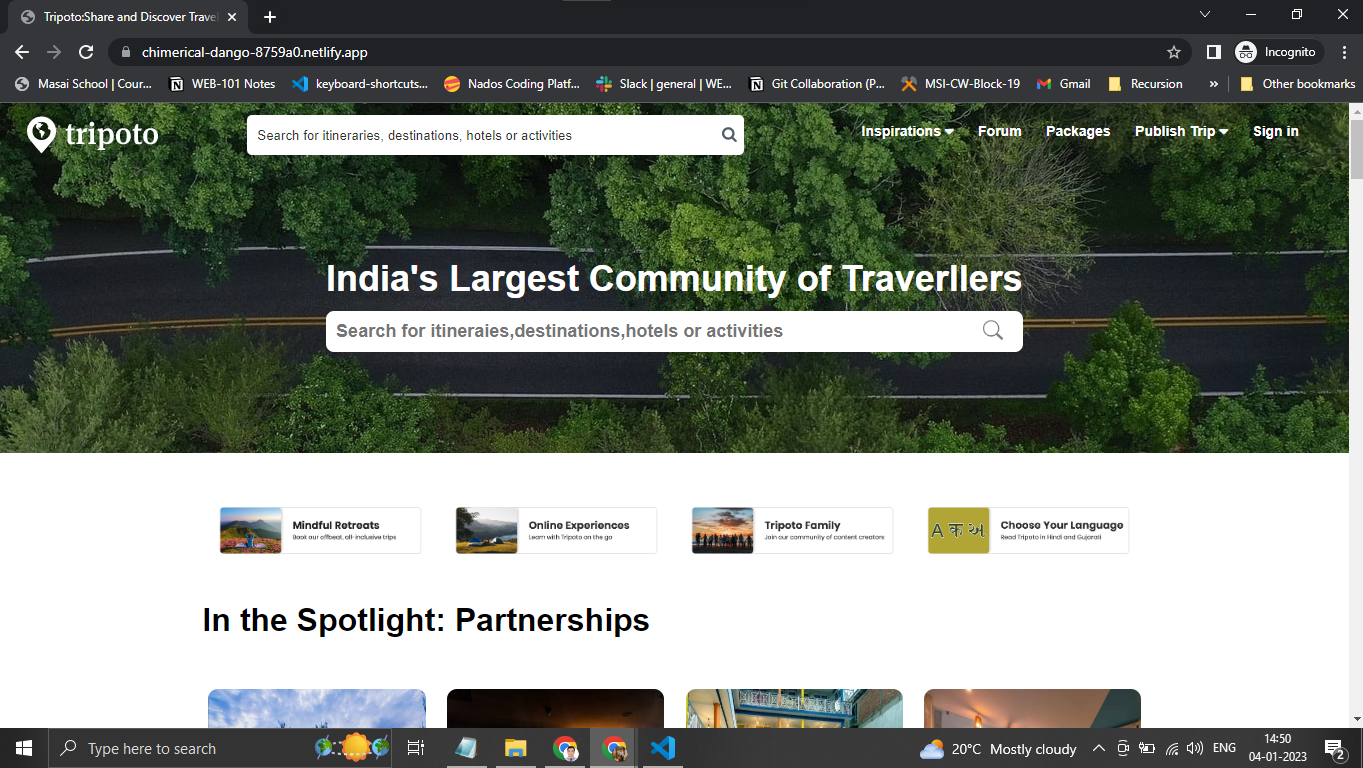 Tripoto:Share and Discover Travel
chimerical-dango-8759a0.netlify.app
Incognito
Masai School | Cour...
WEB-101 Notes
keyboard-shortcuts...
Nados Coding Platf...
Slack | general | WE...
Git Collaboration (P...
MSI-CW-Block-19
Gmail
Recursion
»
Other bookmarks
tripoto
Search for itineraries, destinations, hotels or activities
Inspirations
Forum
Packages
Publish Trip
Sign in
India's Largest Community of Traverllers
Search for itineraies,destinations,hotels or activities
Mindful Retreats
Book our offbeat, all-inclusive trips
Online Experiences
Learn with Tripoto on the go
Tripoto Family
Join our community of content creators
A क અ
Choose Your Language
Read Tripoto in Hindi and Gujarati
In the Spotlight: Partnerships
Type here to search
20°C Mostly cloudy
ENG
14:50
04-01-2023
2